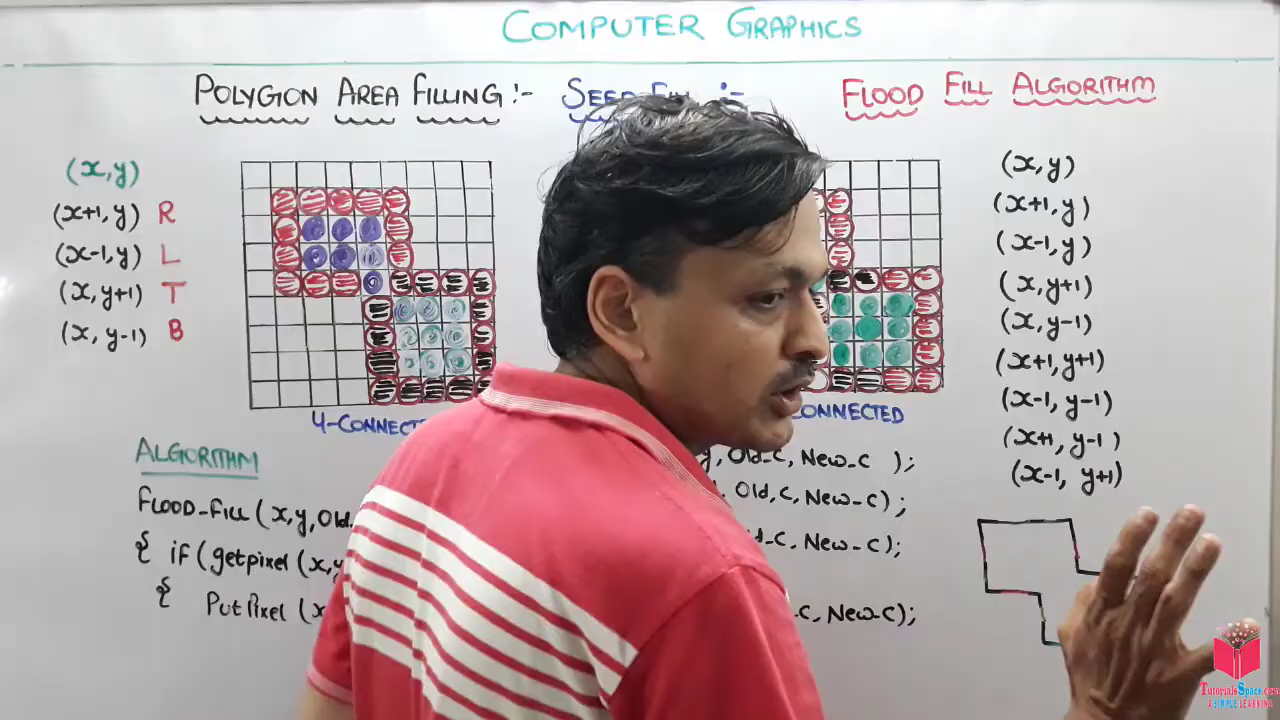 COMPUTER GRAPHICS
POLYGON AREA FILLING :- :-
FLOOD FILL ALGORITHM
(x,y)
(x+1, y) R
(x-1, y) L
(x, y+1) T
(x, y-1) B
(x, y)
(x+1, y)
(x-1, y)
(x, y+1)
(x, y-1)
(x+1, y+1)
(x-1, y-1)
(x+1, y-1)
(x-1, y+1)
CONNECTED
ALGORITHM
FLOOD-Fill (x,y,Old
{ if (getpixel (x,
{ PutPixel (x
y, Old-C, New-C );
Old,C, New-C);
d-C, New-C);
-C, New-C);
TutorialsSpace.com
A SIMPLE LEARNING